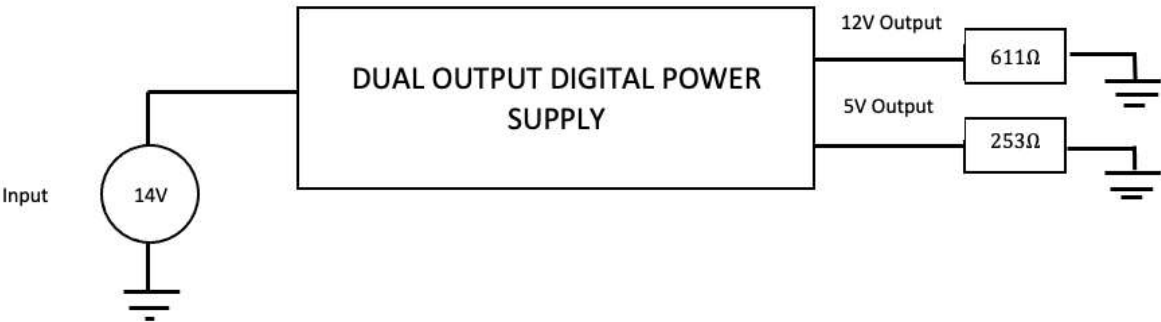 12V Output
611Ω
DUAL OUTPUT DIGITAL POWER
SUPPLY
5V Output
253Ω
Input
14V